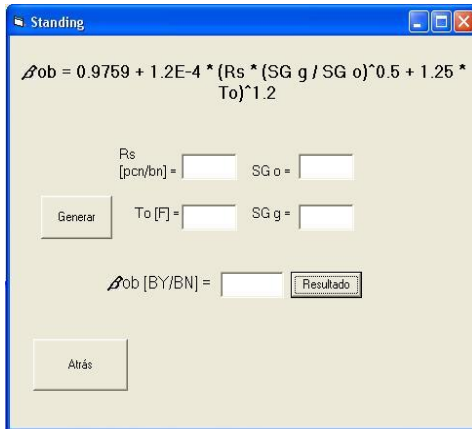 Standing
βob = 0.9759 + 1.2E-4 * (Rs * (SG g / SG o)^0.5 + 1.25 *
To)^1.2
Rs
[pcn/bn] =
SG o =
Generar
To [F] =
SG g =
βob [BY/BN] =
Resultado
Atrás